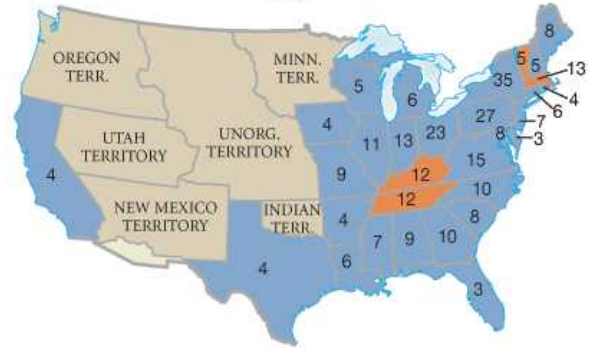 OREGON
TERR.
MINN.
TERR.
UTAH
TERRITORY
UNORG.
TERRITORY
NEW MEXICO
TERRITORY
INDIAN
TERR.
8
5
5
13
35
4
6
5
6
27
7
8
3
4
11
13
23
15
4
9
12
10
12
4
8
7
9
10
6
4
3